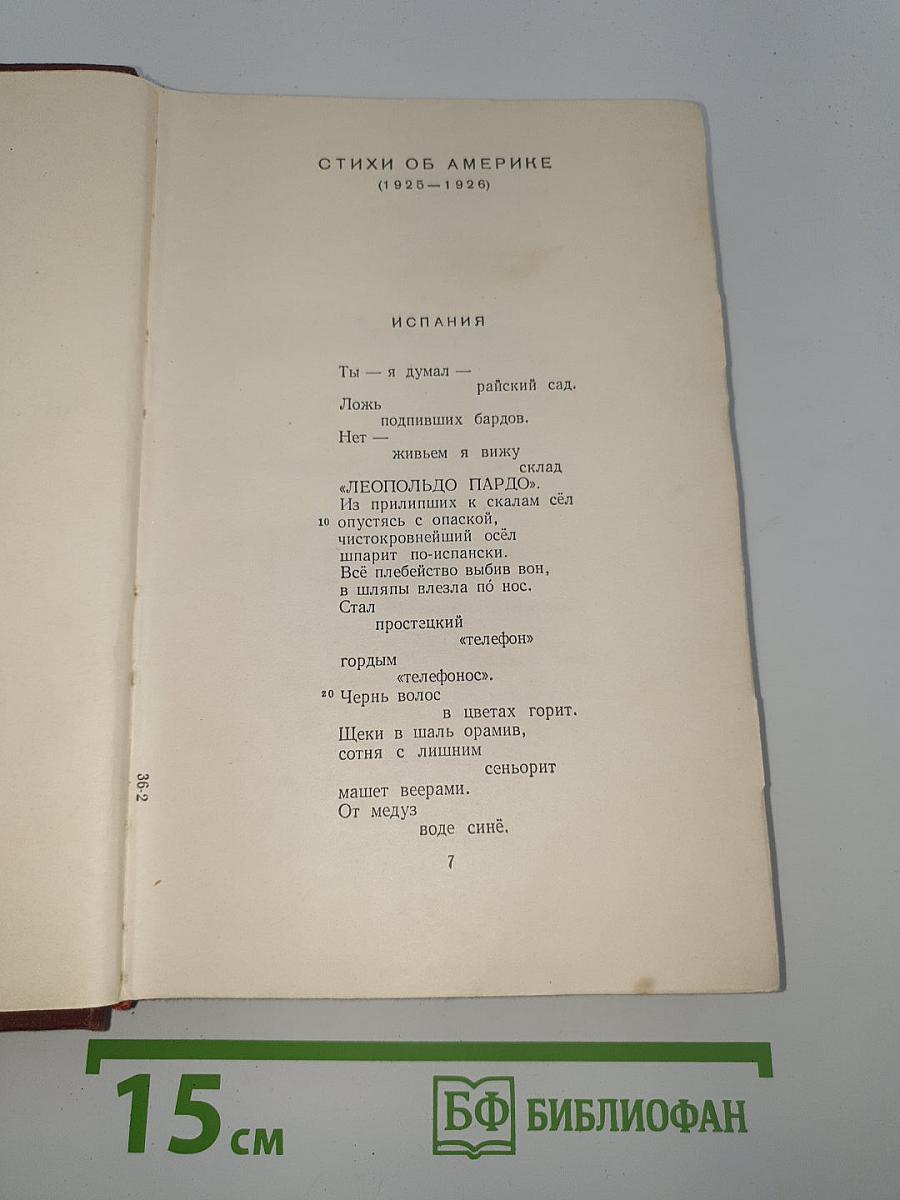 СТИХИ ОБ АМЕРИКЕ
(1925—1926)
ИСПАНИЯ
Ты — я думал —
райский сад.
Ложь
подпивших бардов.
Нет —
живьем я вижу
склад
«ЛЕОПОЛЬДО ПАРДО».
Из прилипших к скалам сёл
10 опустясь с опаской,
чистокровнейший осёл
шпарит по-испански.
Всё плебейство выбив вон,
в шляпы влезла по́ нос.
Стал
простецкий
«телефон»
гордым
«телефонос».
20 Чернь волос
в цветах горит.
Щеки в шаль орамив,
сотня с лишним
сеньорит
машет веерами.
От медуз
воде синё.
7
36-2
15 см
БФ БИБЛИОФАН